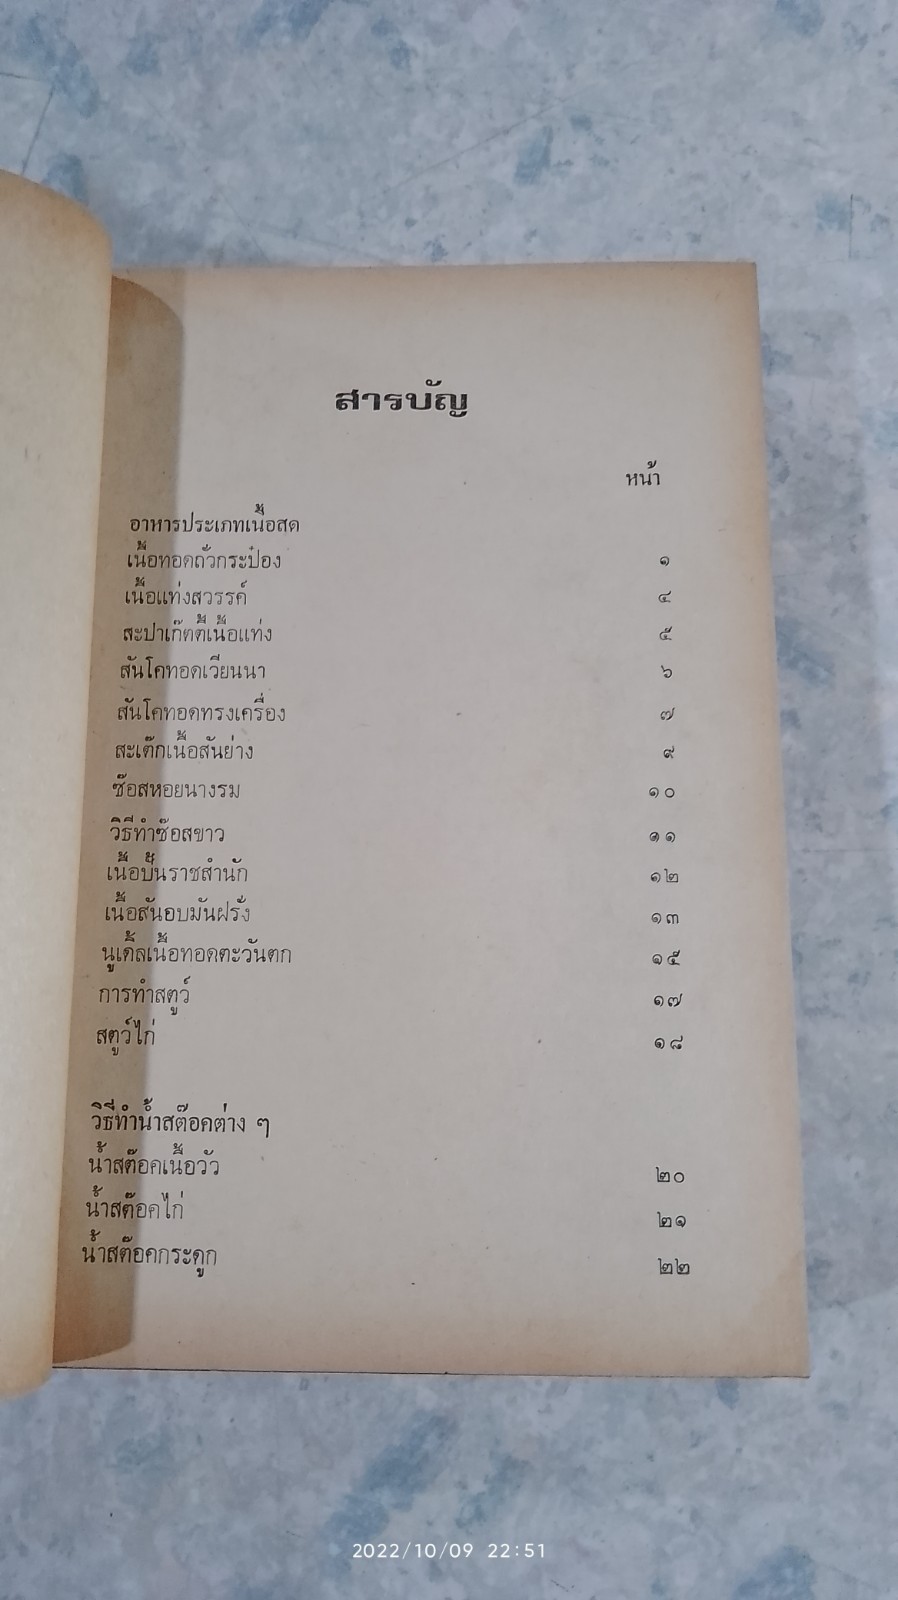 สารบัญ
หน้า
อาหารประเภทเนื้อสด
เนื้อทอดถั่วกระป๋อง ๑
เนื้อแท่งสวรรค์ ๔
สะปาเก๊ตตี้เนื้อแท่ง ๕
สันโคทอดเวียนนา ๖
สันโคทอดทรงเครื่อง ๗
สะเต๊กเนื้อสันย่าง ๙
ซ๊อสหอยนางรม ๑๐
วิธีทำซ๊อสขาว ๑๑
เนื้อบั้นราชสำนัก ๑๒
เนื้อสันอบมันฝรั่ง ๑๓
นูเดิ้ลเนื้อทอดตะวันตก ๑๕
การทำสตูว์ ๑๗
สตูว์ไก่ ๑๘
วิธีทำน้ำสต๊อคต่าง ๆ
น้ำสต๊อคเนื้อวัว ๒๐
น้ำสต๊อคไก่ ๒๑
น้ำสต๊อคกระดูก ๒๒
2022/10/09 22:51